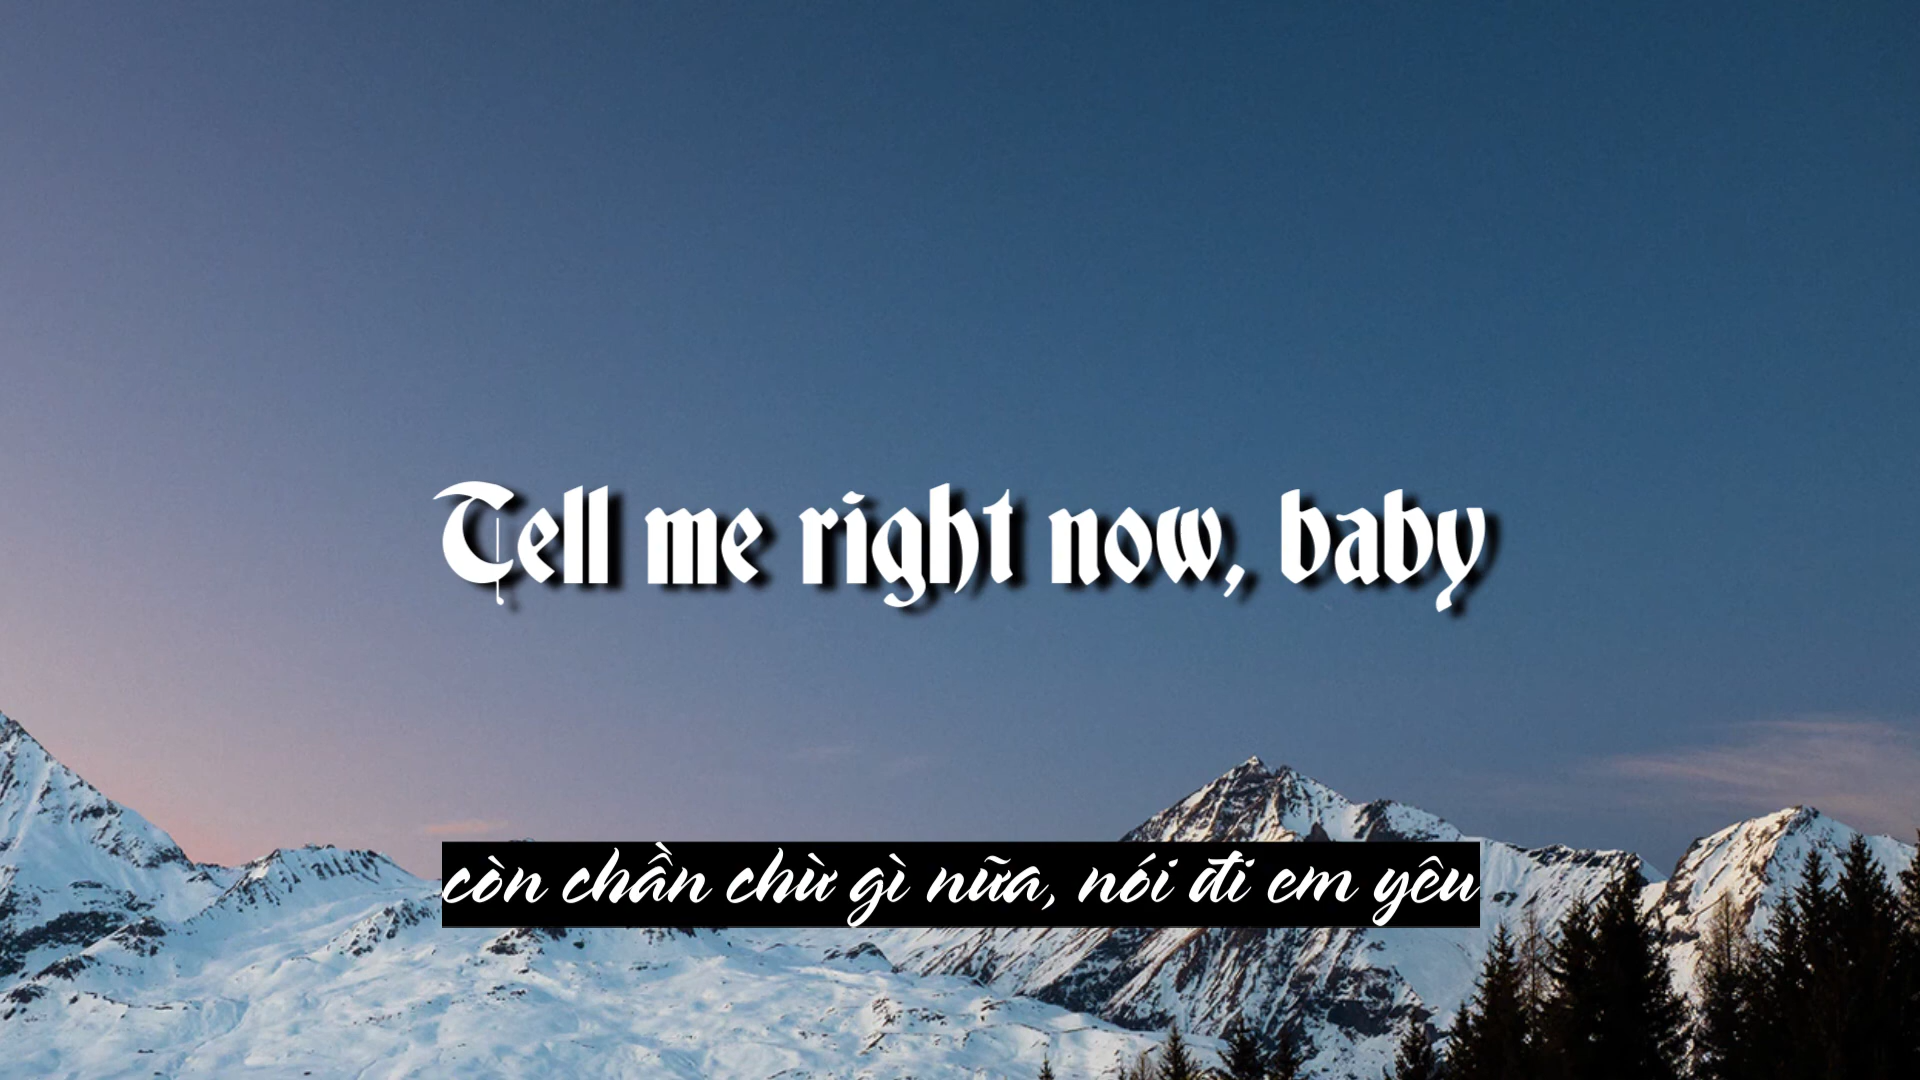 Tell me right now, baby
còn chần chừ gì nữa, nói đi em yêu